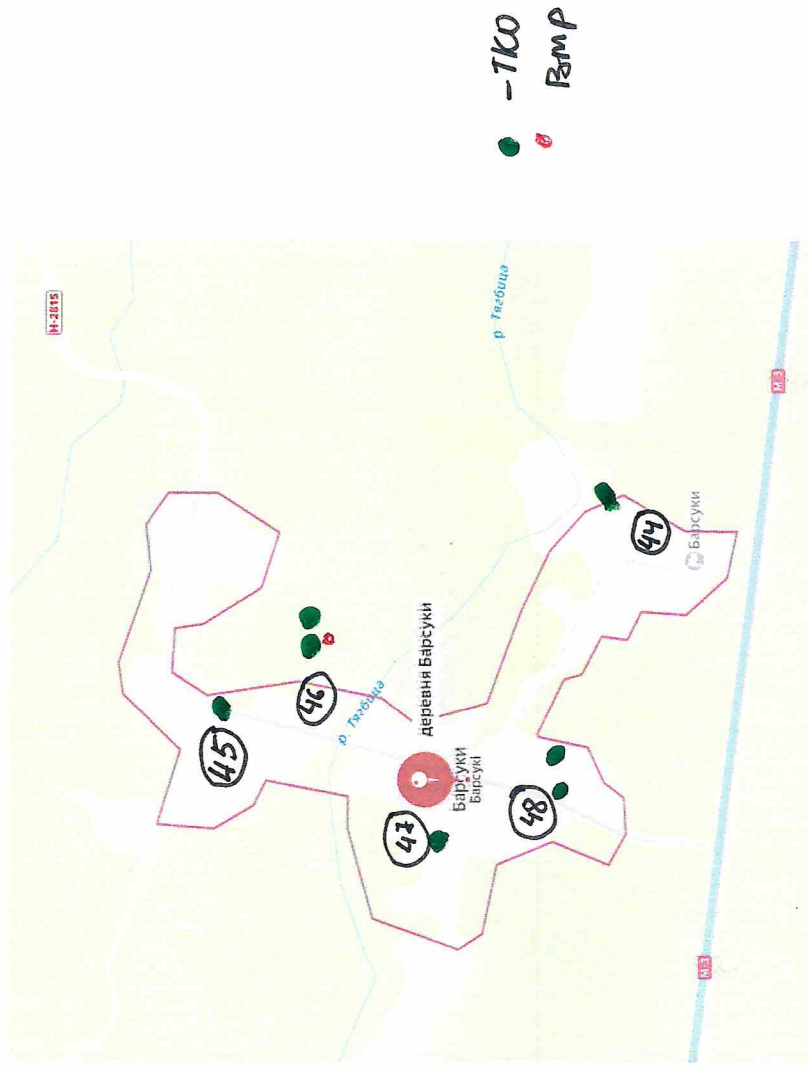 - ТКО
ВМР
Н-2815
р. Тягбица
М-3
44
Барсуки
46
45
р. Тягбица
деревня Барсуки
Барсуки
Барсукі
47
48
М-3